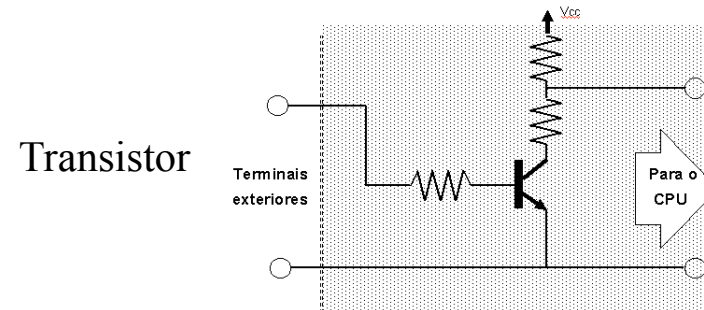 Vcc
Transistor
Terminais
exteriores
Para o
CPU